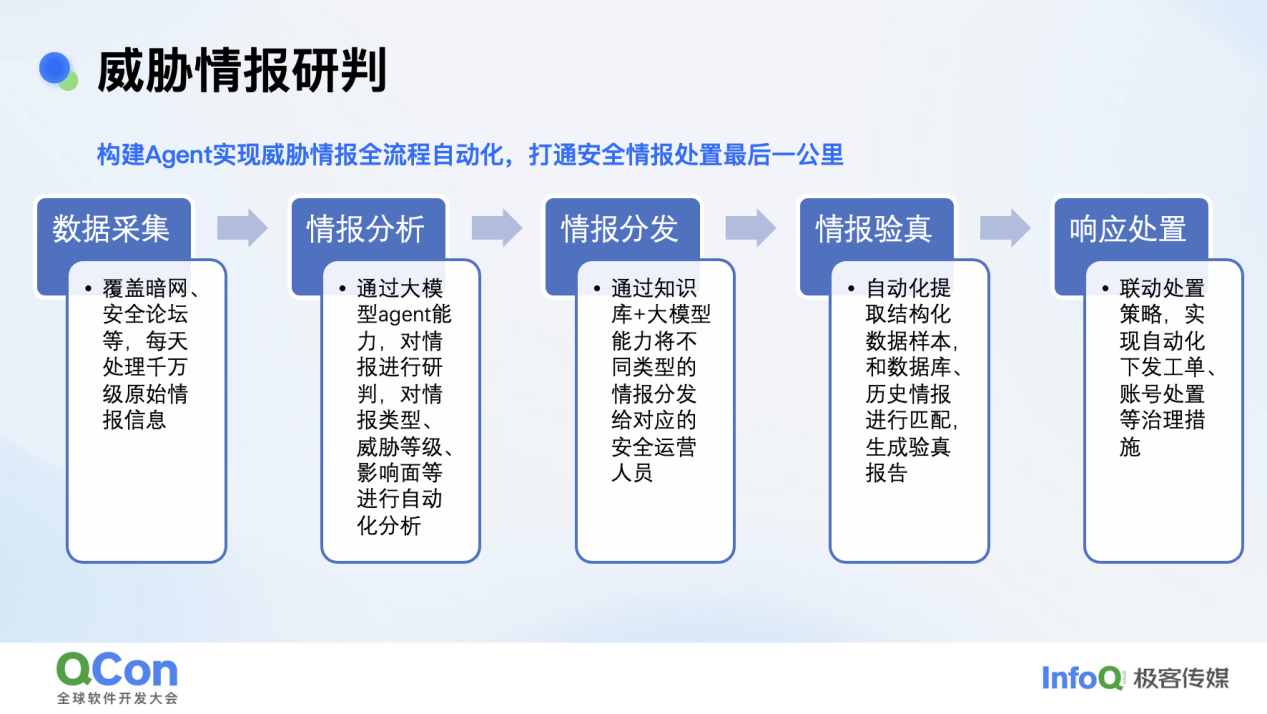 威胁情报研判
构建Agent实现威胁情报全流程自动化，打通安全情报处置最后一公里
数据采集
• 覆盖暗网、
安全论坛
等，每天
处理千万
级原始情
报信息
情报分析
• 通过大模
型agent能
力，对情
报进行研
判，对情
报类型、
威胁等级、
影响面等
进行自动
化分析
情报分发
• 通过知识
库+大模型
能力将不
同类型的
情报分发
给对应的
安全运营
人员
情报验真
• 自动化提
取结构化
数据样本，
和数据库、
历史情报
进行匹配，
生成验真
报告
响应处置
• 联动处置
策略，实
现自动化
下发工单、
账号处置
等治理措
施
QCon
全球软件开发大会
InfoQ 极客传媒